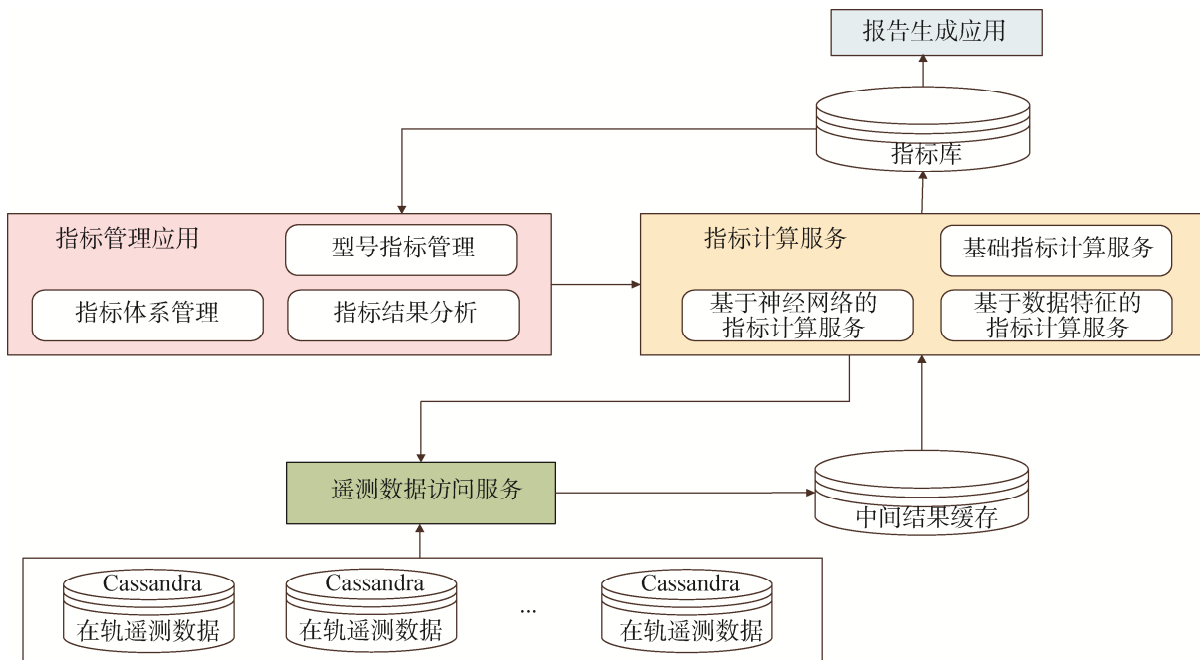 报告生成应用
指标库
指标管理应用
型号指标管理
指标体系管理
指标结果分析
指标计算服务
基础指标计算服务
基于神经网络的
指标计算服务
基于数据特征的
指标计算服务
遥测数据访问服务
中间结果缓存
Cassandra
在轨遥测数据
Cassandra
在轨遥测数据
...
Cassandra
在轨遥测数据